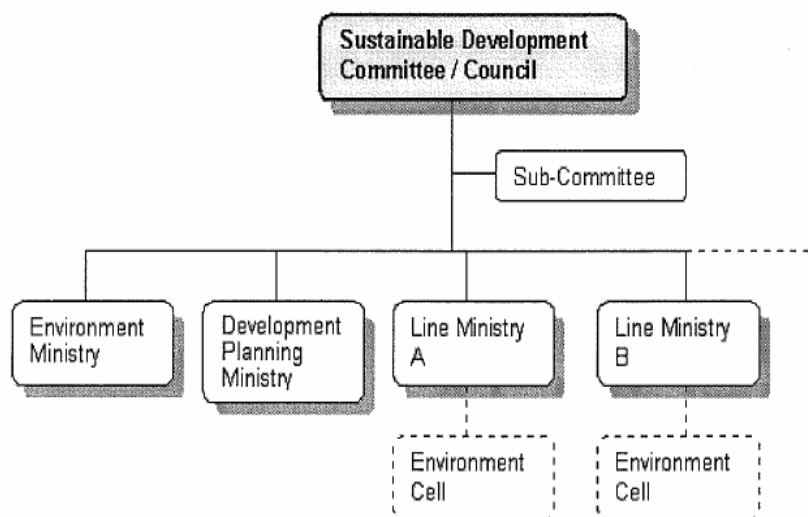 Sustainable Development
Committee / Council
Sub-Committee
Environment
Ministry
Development
Planning
Ministry
Line Ministry
A
Line Ministry
B
Environment
Cell
Environment
Cell